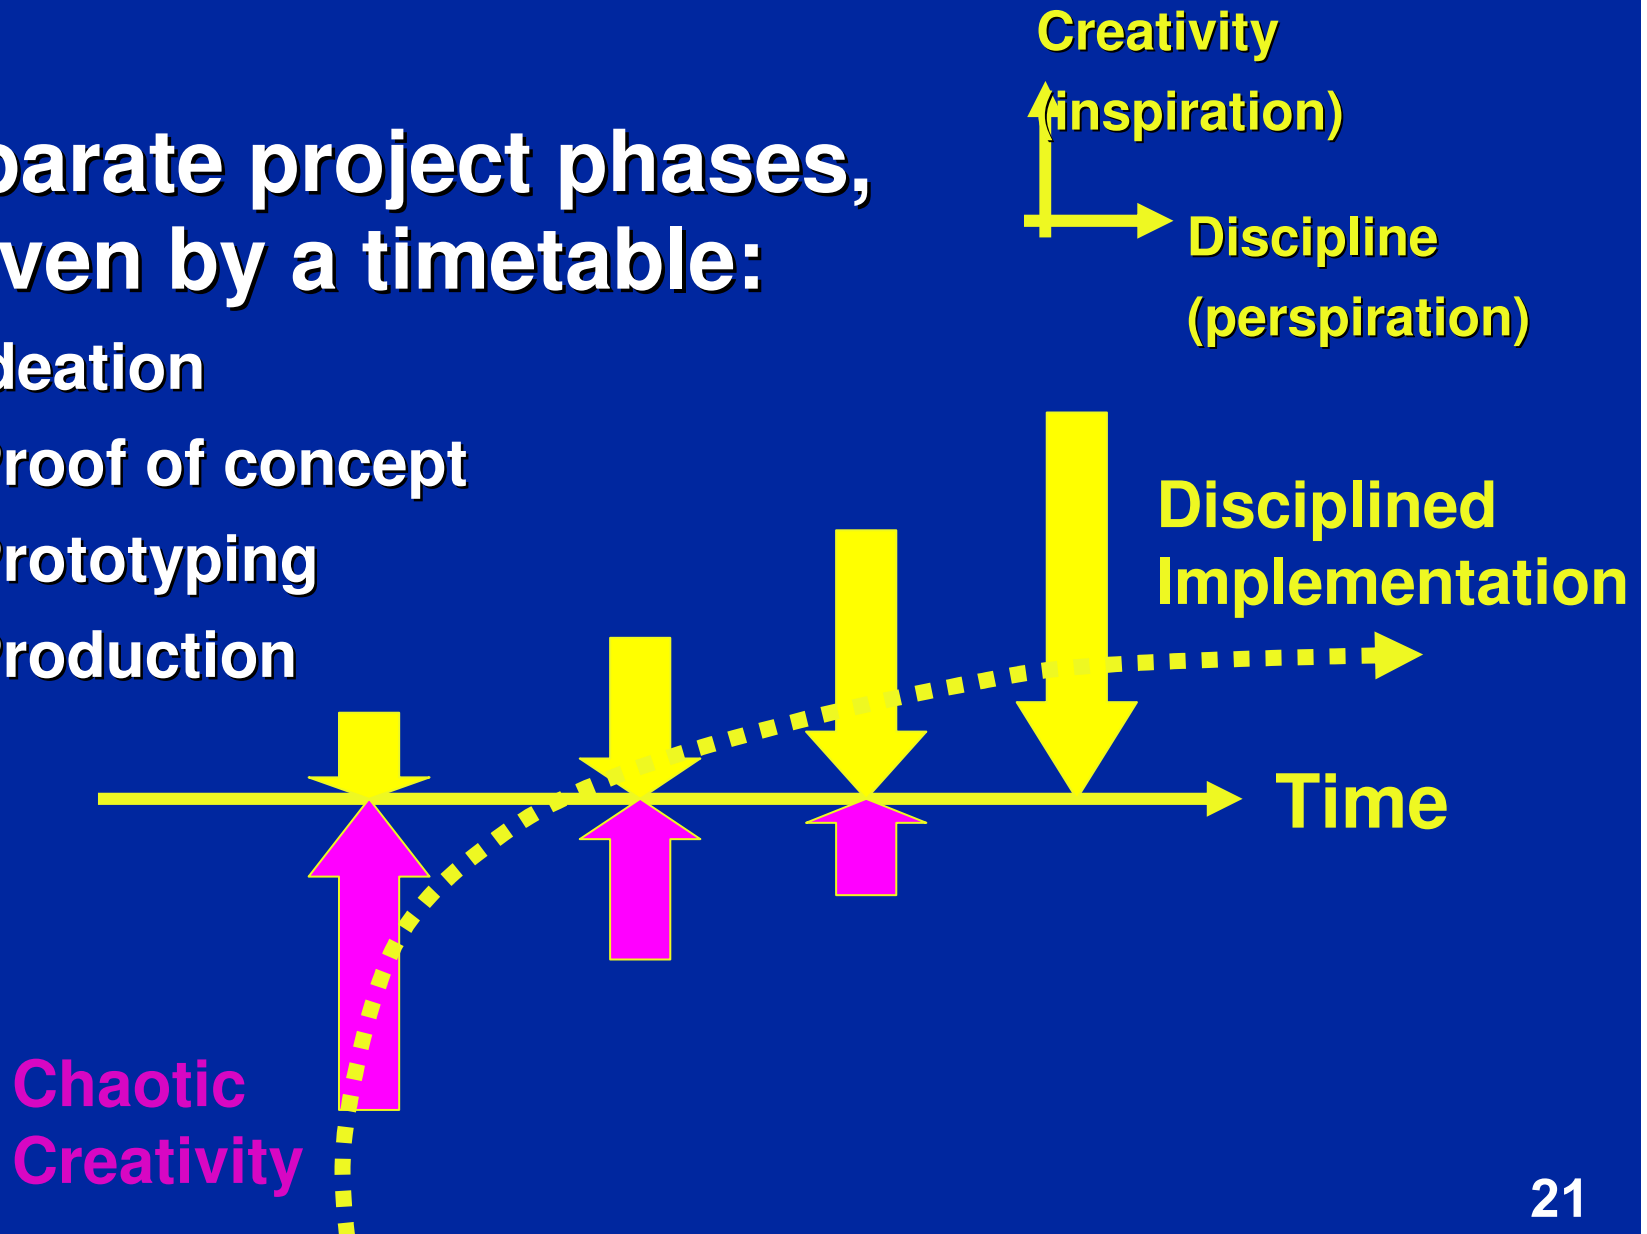 Creativity
(inspiration)
parate project phases,
ven by a timetable:
Discipline
(perspiration)
deation
roof of concept
rototyping
roduction
Disciplined
Implementation
Time
Chaotic
Creativity
21